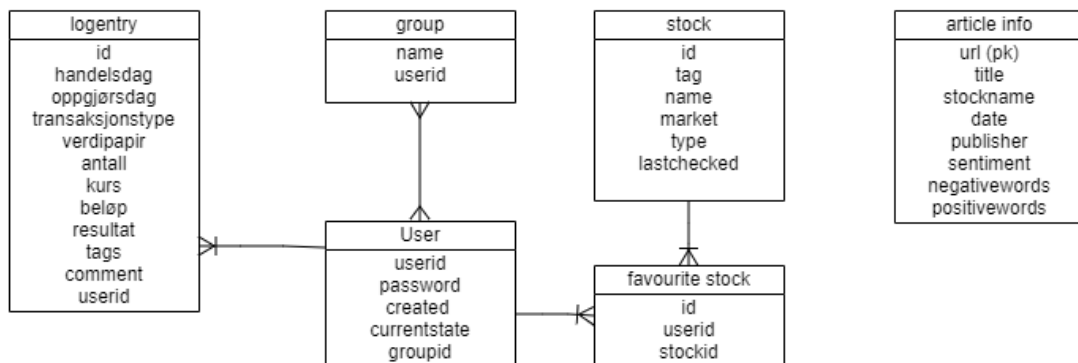 logentry
id
handelsdag
oppgjørsdag
transaksjonstype
verdipapir
antall
kurs
beløp
resultat
tags
comment
userid
group
name
userid
User
userid
password
created
currentstate
groupid
stock
id
tag
name
market
type
lastchecked
favourite stock
id
userid
stockid
article info
url (pk)
title
stockname
date
publisher
sentiment
negativewords
positivewords